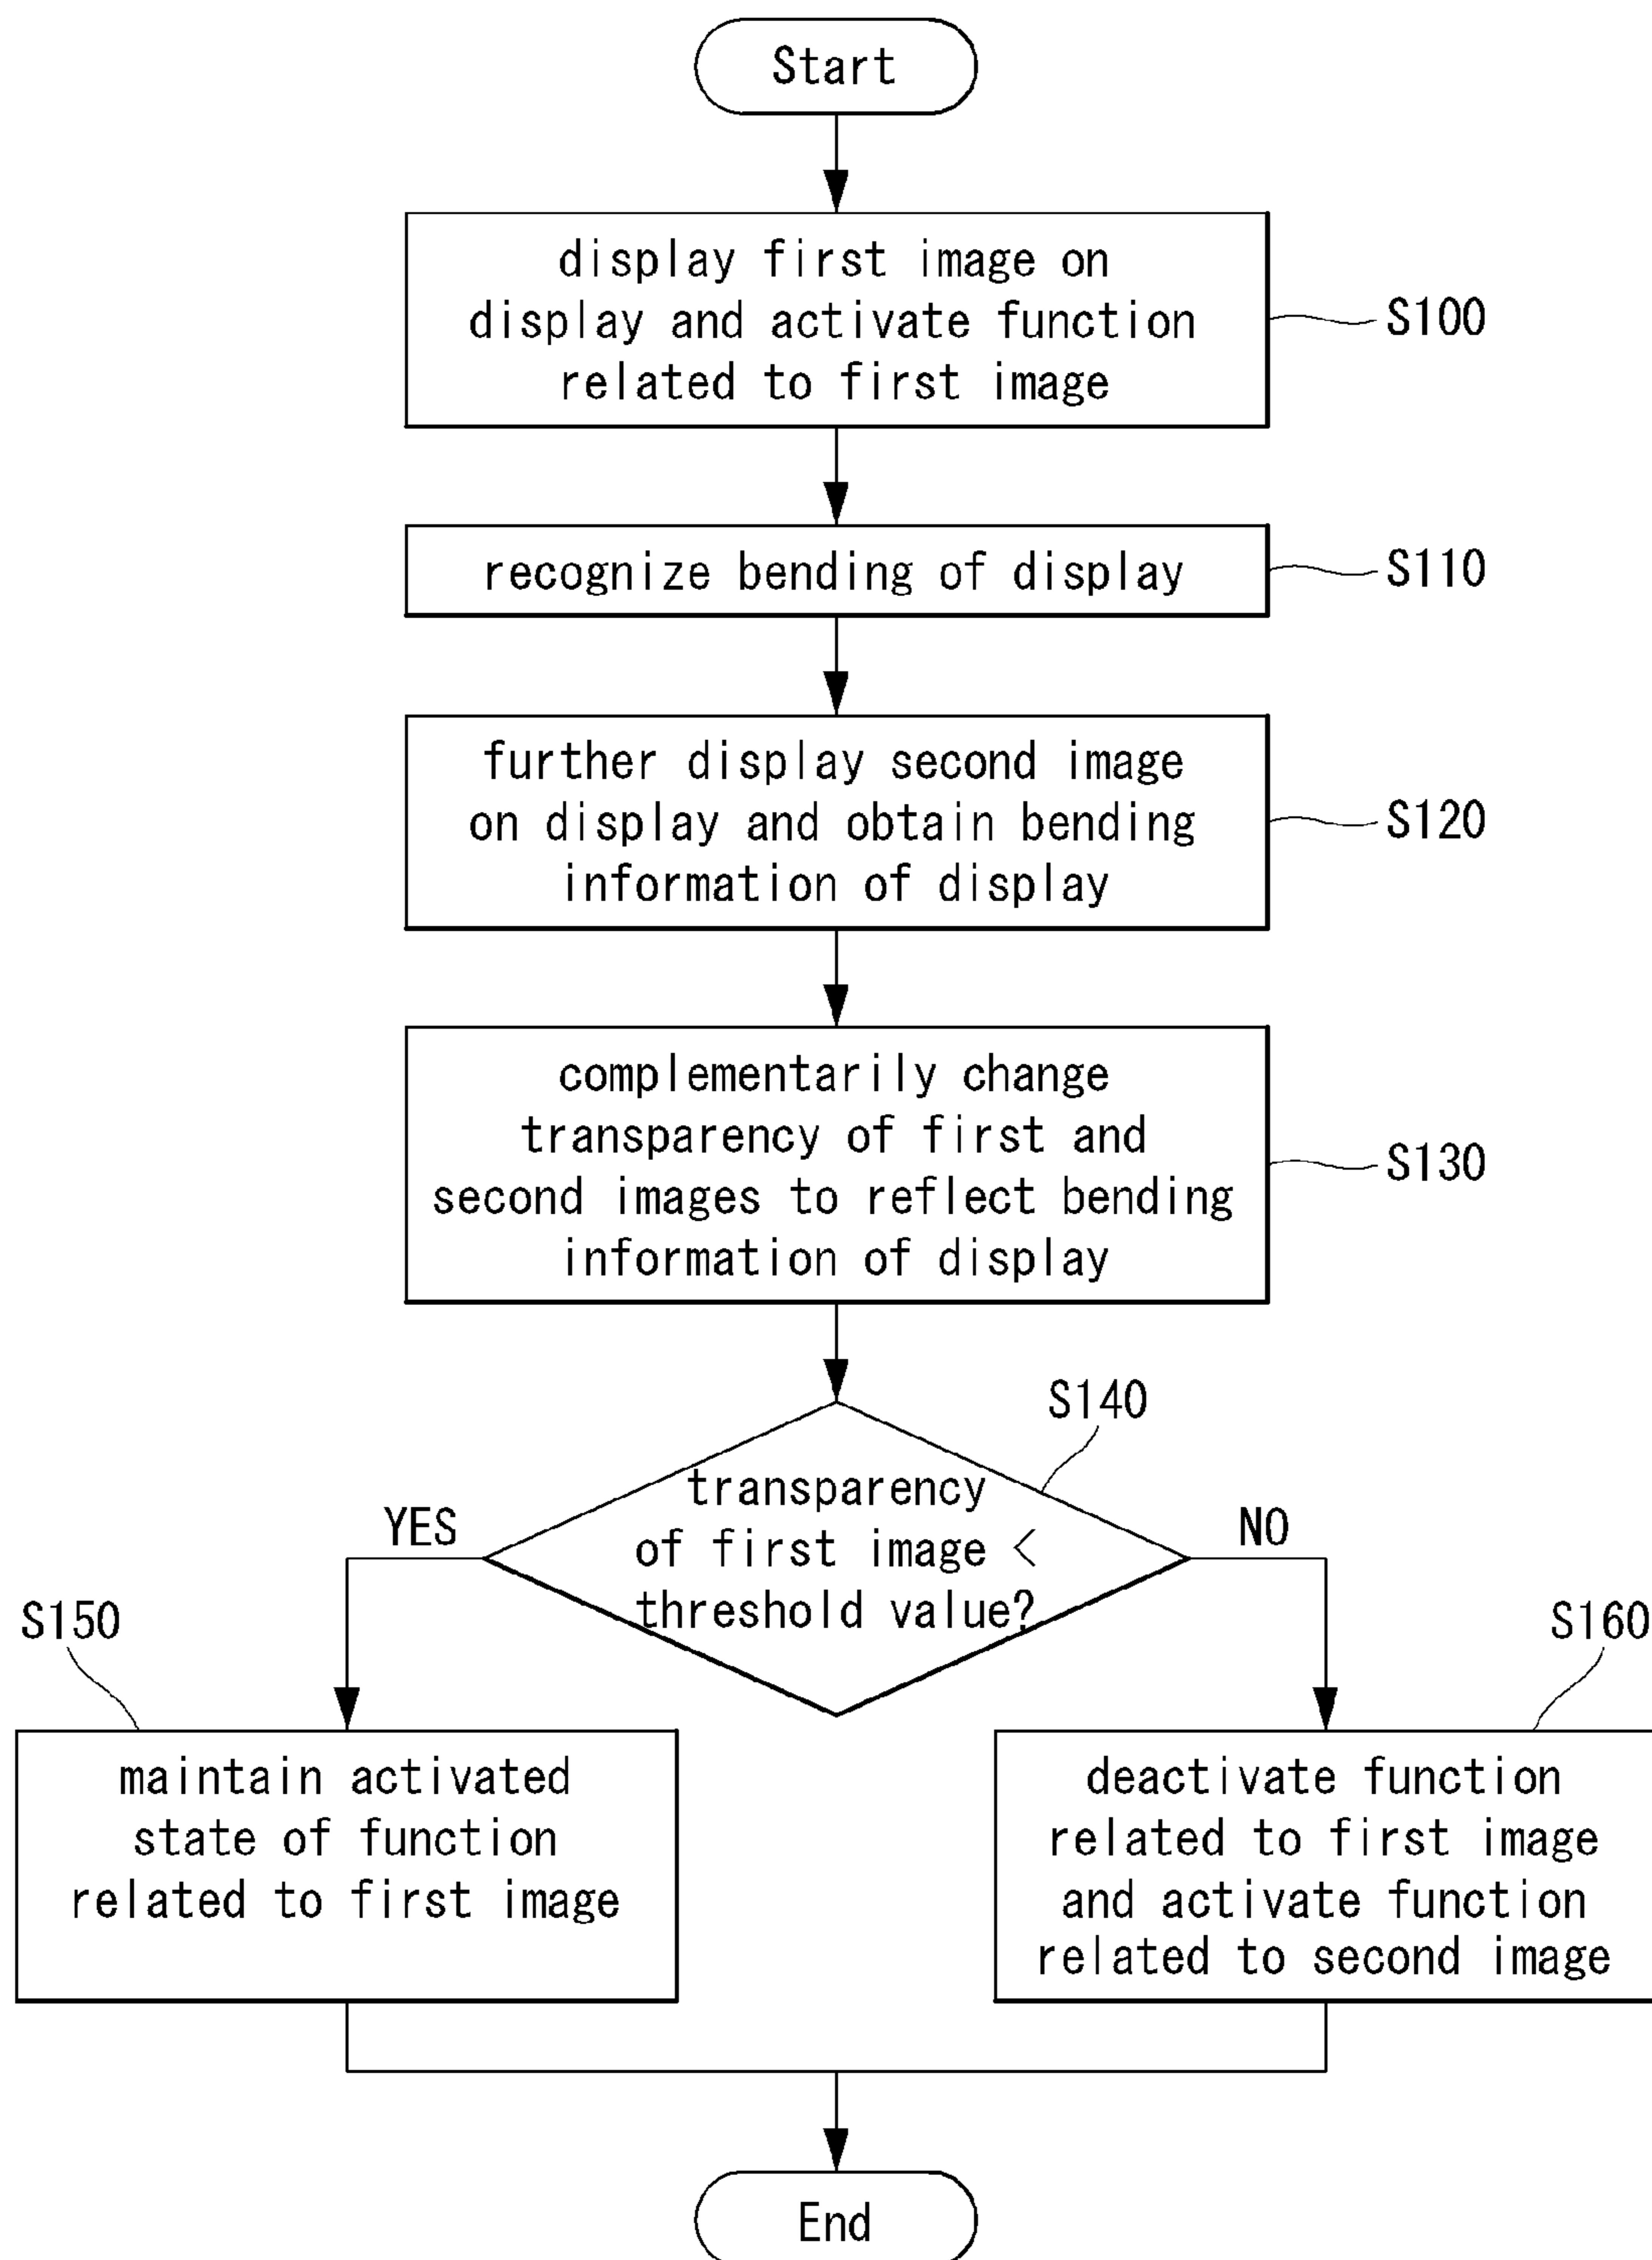 Start
display first image on
display and activate function
related to first image
S100
recognize bending of display
S110
further display second image
on display and obtain bending
information of display
S120
complementarily change
transparency of first and
second images to reflect bending
information of display
S130
S140
transparency
of first image <
threshold value?
YES
NO
S150
S160
maintain activated
state of function
related to first image
deactivate function
related to first image
and activate function
related to second image
End